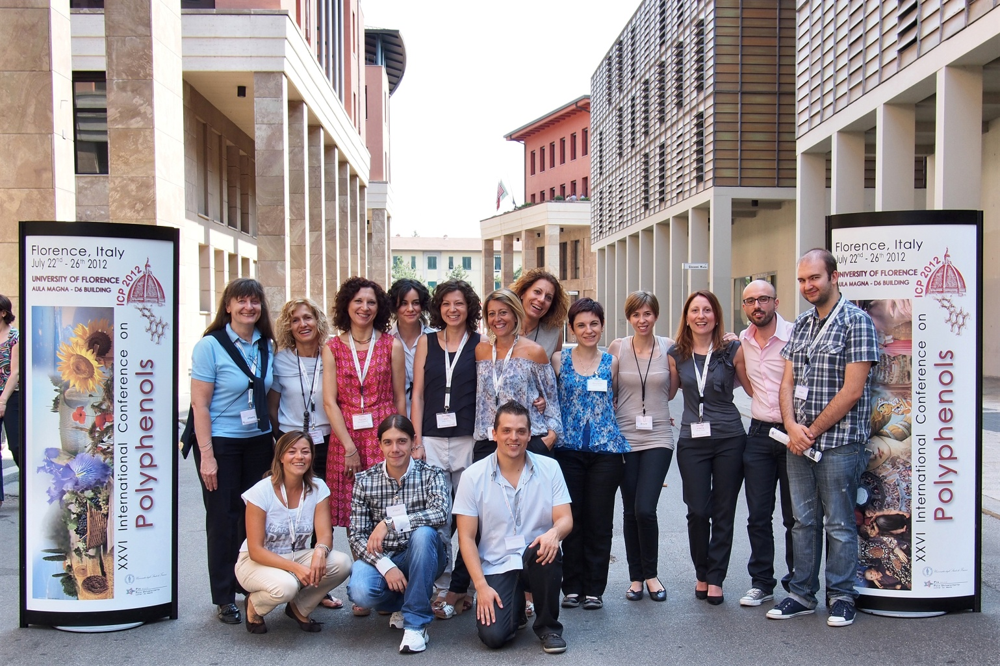 Florence, Italy
July 22nd - 26th 2012
UNIVERSITY OF FLORENCE
AULA MAGNA - D6 BUILDING
ICP 2012
XXVI International Conference on
Polyphenols
Florence, Italy
July 22nd - 26th 2012
UNIVERSITY OF FLORENCE
AULA MAGNA - D6 BUILDING
ICP 2012
XXVI International Conference on
Polyphenols